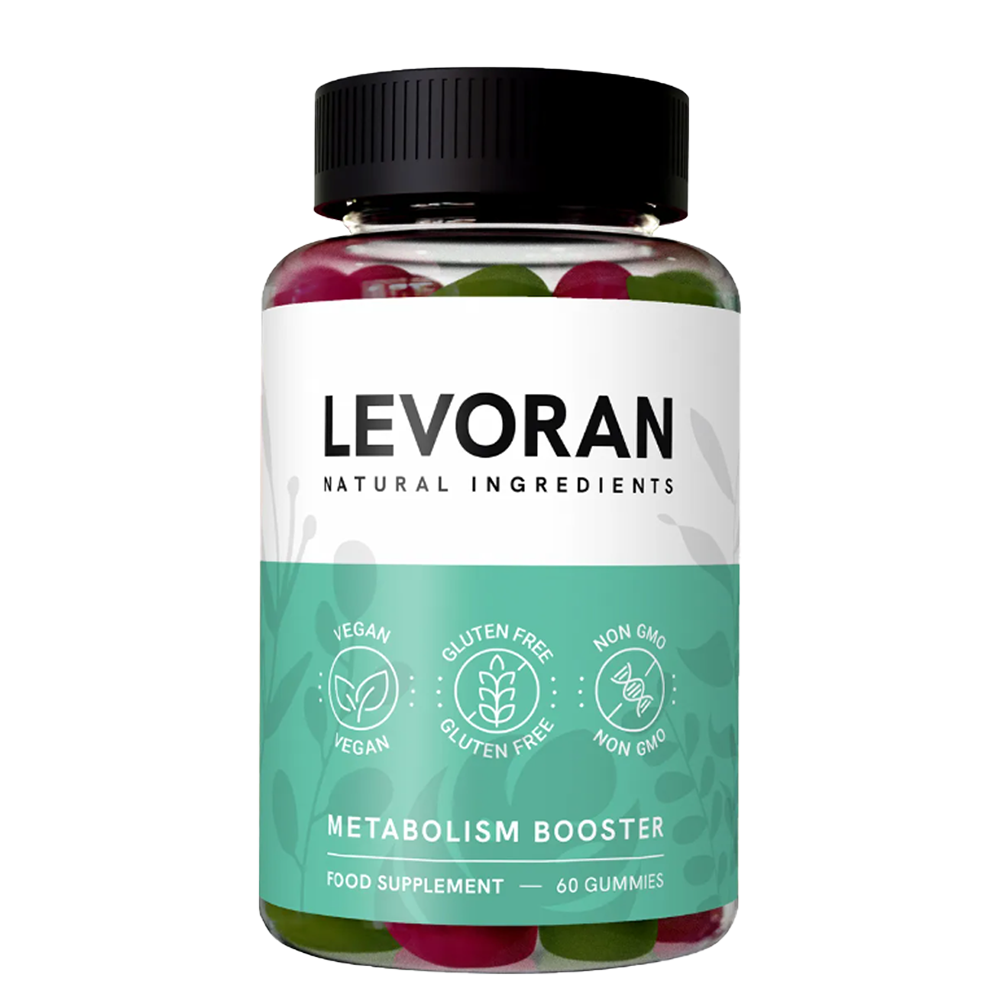 LEVORAN
NATURAL INGREDIENTS
VEGAN
GLUTEN FREE
NON GMO
VEGAN
GLUTEN FREE
NON GMO
METABOLISM BOOSTER
FOOD SUPPLEMENT — 60 GUMMIES